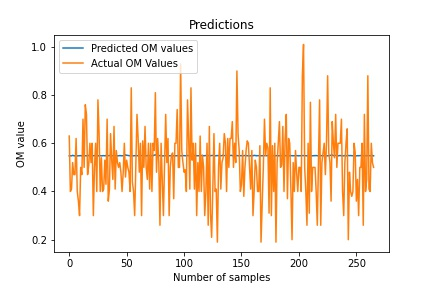 Predictions
Predicted OM values
Actual OM Values
OM value
1.0
0.8
0.6
0.4
0.2
0
50
100
150
200
250
Number of samples